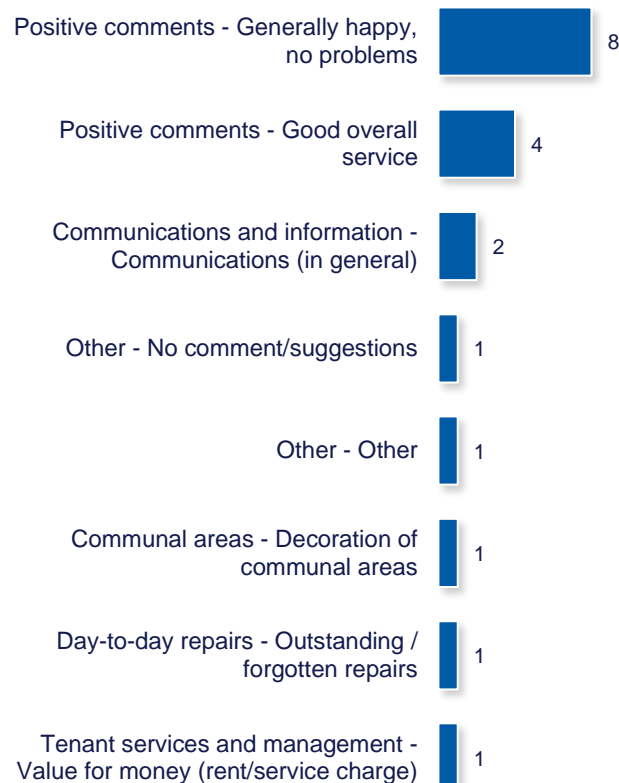 Positive comments - Generally happy,
no problems
8
Positive comments - Good overall
service
4
Communications and information -
Communications (in general)
2
Other - No comment/suggestions
1
Other - Other
1
Communal areas - Decoration of
communal areas
1
Day-to-day repairs - Outstanding /
forgotten repairs
1
Tenant services and management -
Value for money (rent/service charge)
1